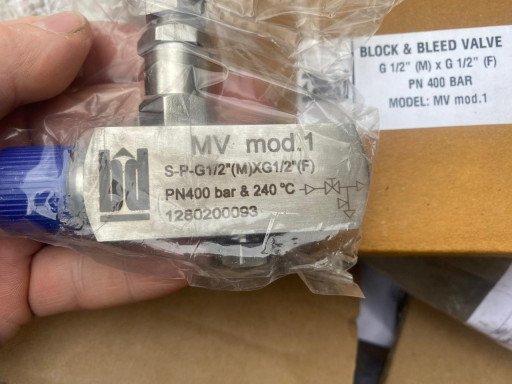 BLOCK & BLEED VALVE
G 1/2" (M) x G 1/2" (F)
PN 400 BAR
MODEL: MV mod.1
bd
MV mod.1
S-P-G1/2"(M)XG1/2"(F)
PN400 bar & 240 °C
1280200093